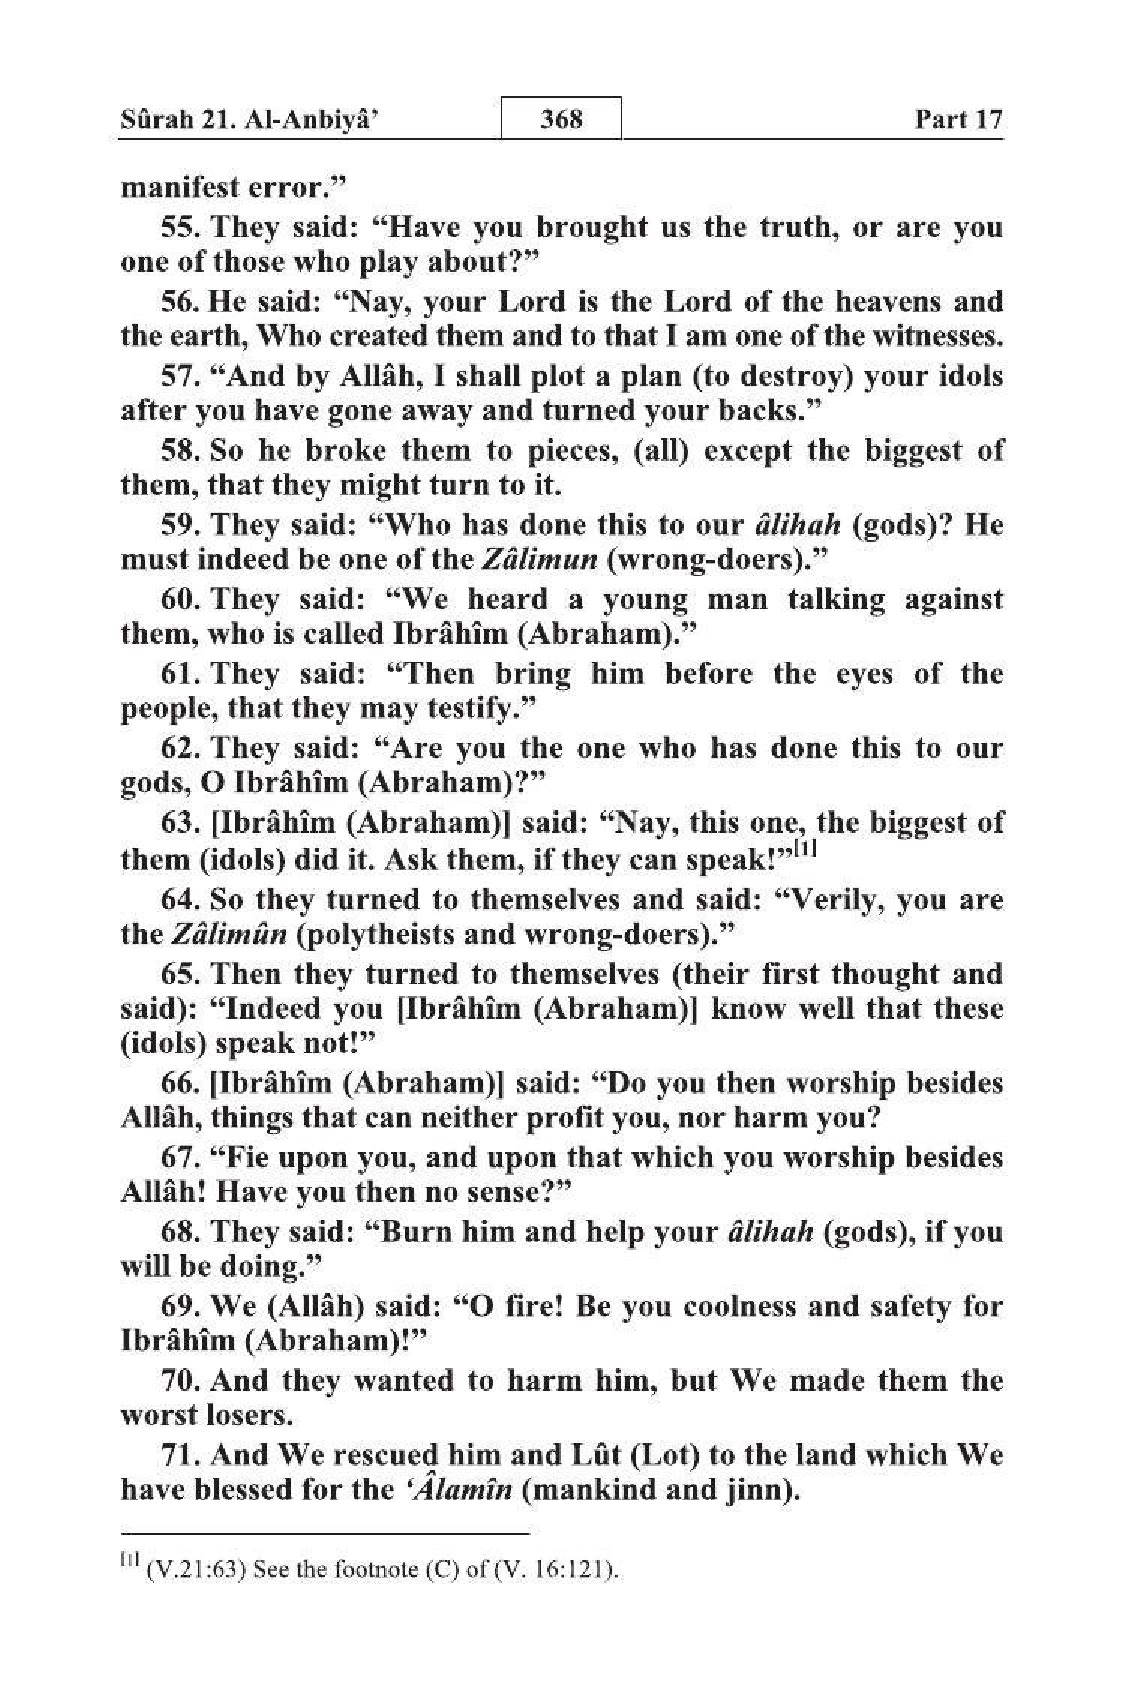 Sûrah 21. Al-Anbiyâ’ 368 Part 17
manifest error.”
55. They said: “Have you brought us the truth, or are you
one of those who play about?”
56. He said: “Nay, your Lord is the Lord of the heavens and
the earth, Who created them and to that I am one of the witnesses.
57. “And by Allâh, I shall plot a plan (to destroy) your idols
after you have gone away and turned your backs.”
58. So he broke them to pieces, (all) except the biggest of
them, that they might turn to it.
59. They said: “Who has done this to our âlihah (gods)? He
must indeed be one of the Zâlimun (wrong-doers).”
60. They said: “We heard a young man talking against
them, who is called Ibrâhîm (Abraham).”
61. They said: “Then bring him before the eyes of the
people, that they may testify.”
62. They said: “Are you the one who has done this to our
gods, O Ibrâhîm (Abraham)?”
63. [Ibrâhîm (Abraham)] said: “Nay, this one, the biggest of
them (idols) did it. Ask them, if they can speak!”[1]
64. So they turned to themselves and said: “Verily, you are
the Zâlimûn (polytheists and wrong-doers).”
65. Then they turned to themselves (their first thought and
said): “Indeed you [Ibrâhîm (Abraham)] know well that these
(idols) speak not!”
66. [Ibrâhîm (Abraham)] said: “Do you then worship besides
Allâh, things that can neither profit you, nor harm you?
67. “Fie upon you, and upon that which you worship besides
Allâh! Have you then no sense?”
68. They said: “Burn him and help your âlihah (gods), if you
will be doing.”
69. We (Allâh) said: “O fire! Be you coolness and safety for
Ibrâhîm (Abraham)!”
70. And they wanted to harm him, but We made them the
worst losers.
71. And We rescued him and Lût (Lot) to the land which We
have blessed for the ‘Âlamîn (mankind and jinn).
[1] (V.21:63) See the footnote (C) of (V. 16:121).